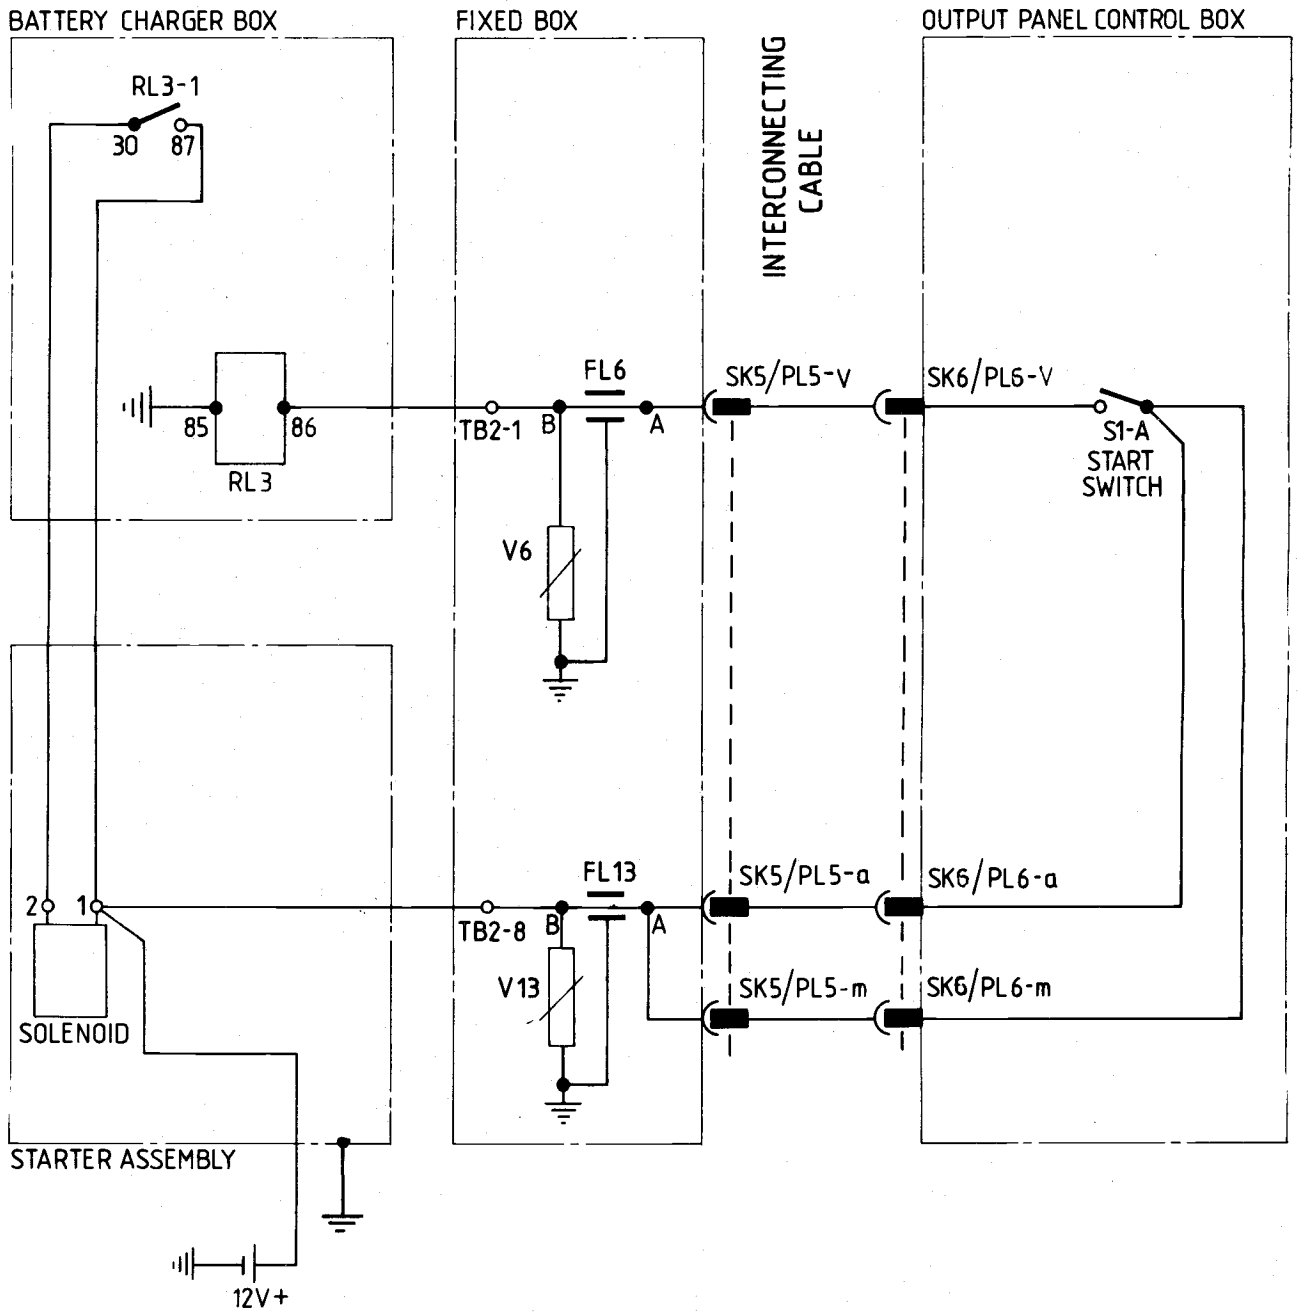 BATTERY CHARGER BOX
FIXED BOX
OUTPUT PANEL CONTROL BOX
INTERCONNECTING
CABLE
RL3-1
30
87
FL6
SK5/PL5-V
SK6/PL6-V
85
86
TB2-1
B
A
S1-A
START
SWITCH
RL3
V6
FL13
SK5/PL5-a
SK6/PL6-a
2
1
TB2-8
B
A
V13
SK5/PL5-m
SK6/PL6-m
SOLENOID
STARTER ASSEMBLY
12V+